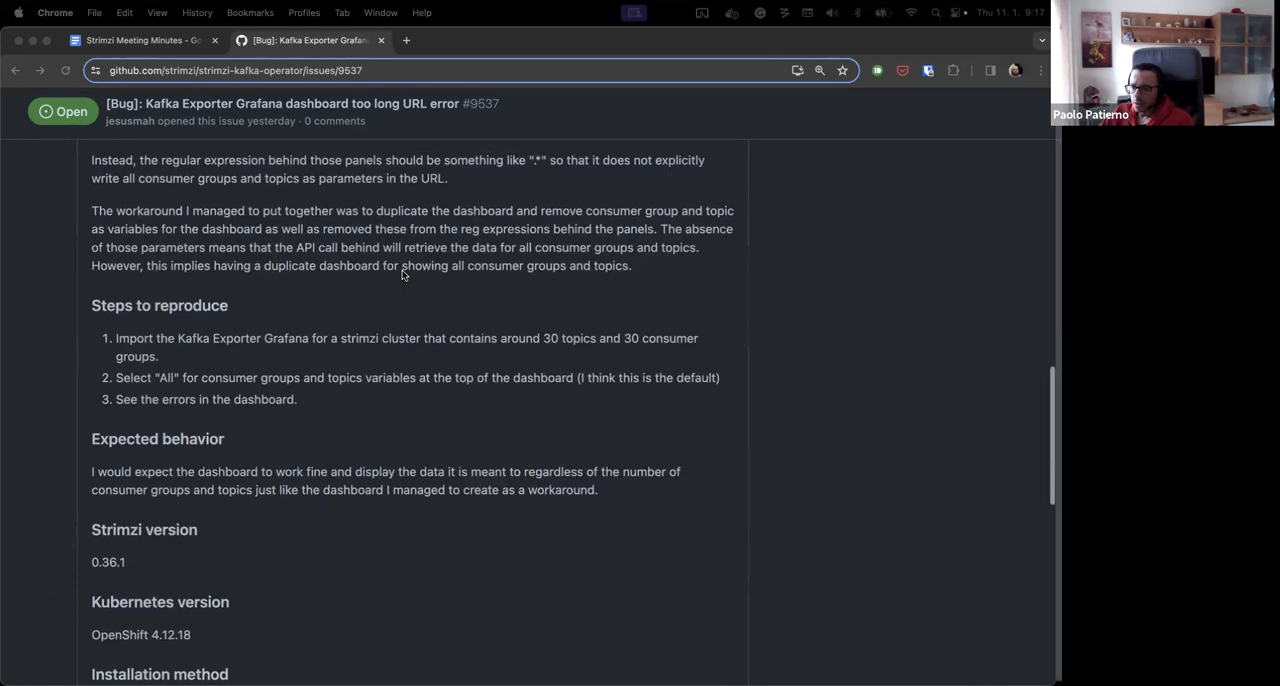 Chrome File Edit View History Bookmarks Profiles Tab Window Help Thu 11. 1. 9:17
Strimzi Meeting Minutes - Go
[Bug]: Kafka Exporter Grafan
github.com/strimzi/strimzi-kafka-operator/issues/9537
Paolo Patierno
Open
[Bug]: Kafka Exporter Grafana dashboard too long URL error #9537
jesusmah opened this issue yesterday · 0 comments
Instead, the regular expression behind those panels should be something like ".*" so that it does not explicitly
write all consumer groups and topics as parameters in the URL.
The workaround I managed to put together was to duplicate the dashboard and remove consumer group and topic
as variables for the dashboard as well as removed these from the reg expressions behind the panels. The absence
of those parameters means that the API call behind will retrieve the data for all consumer groups and topics.
However, this implies having a duplicate dashboard for showing all consumer groups and topics.
Steps to reproduce
1. Import the Kafka Exporter Grafana for a strimzi cluster that contains around 30 topics and 30 consumer
groups.
2. Select "All" for consumer groups and topics variables at the top of the dashboard (I think this is the default)
3. See the errors in the dashboard.
Expected behavior
I would expect the dashboard to work fine and display the data it is meant to regardless of the number of
consumer groups and topics just like the dashboard I managed to create as a workaround.
Strimzi version
0.36.1
Kubernetes version
OpenShift 4.12.18
Installation method